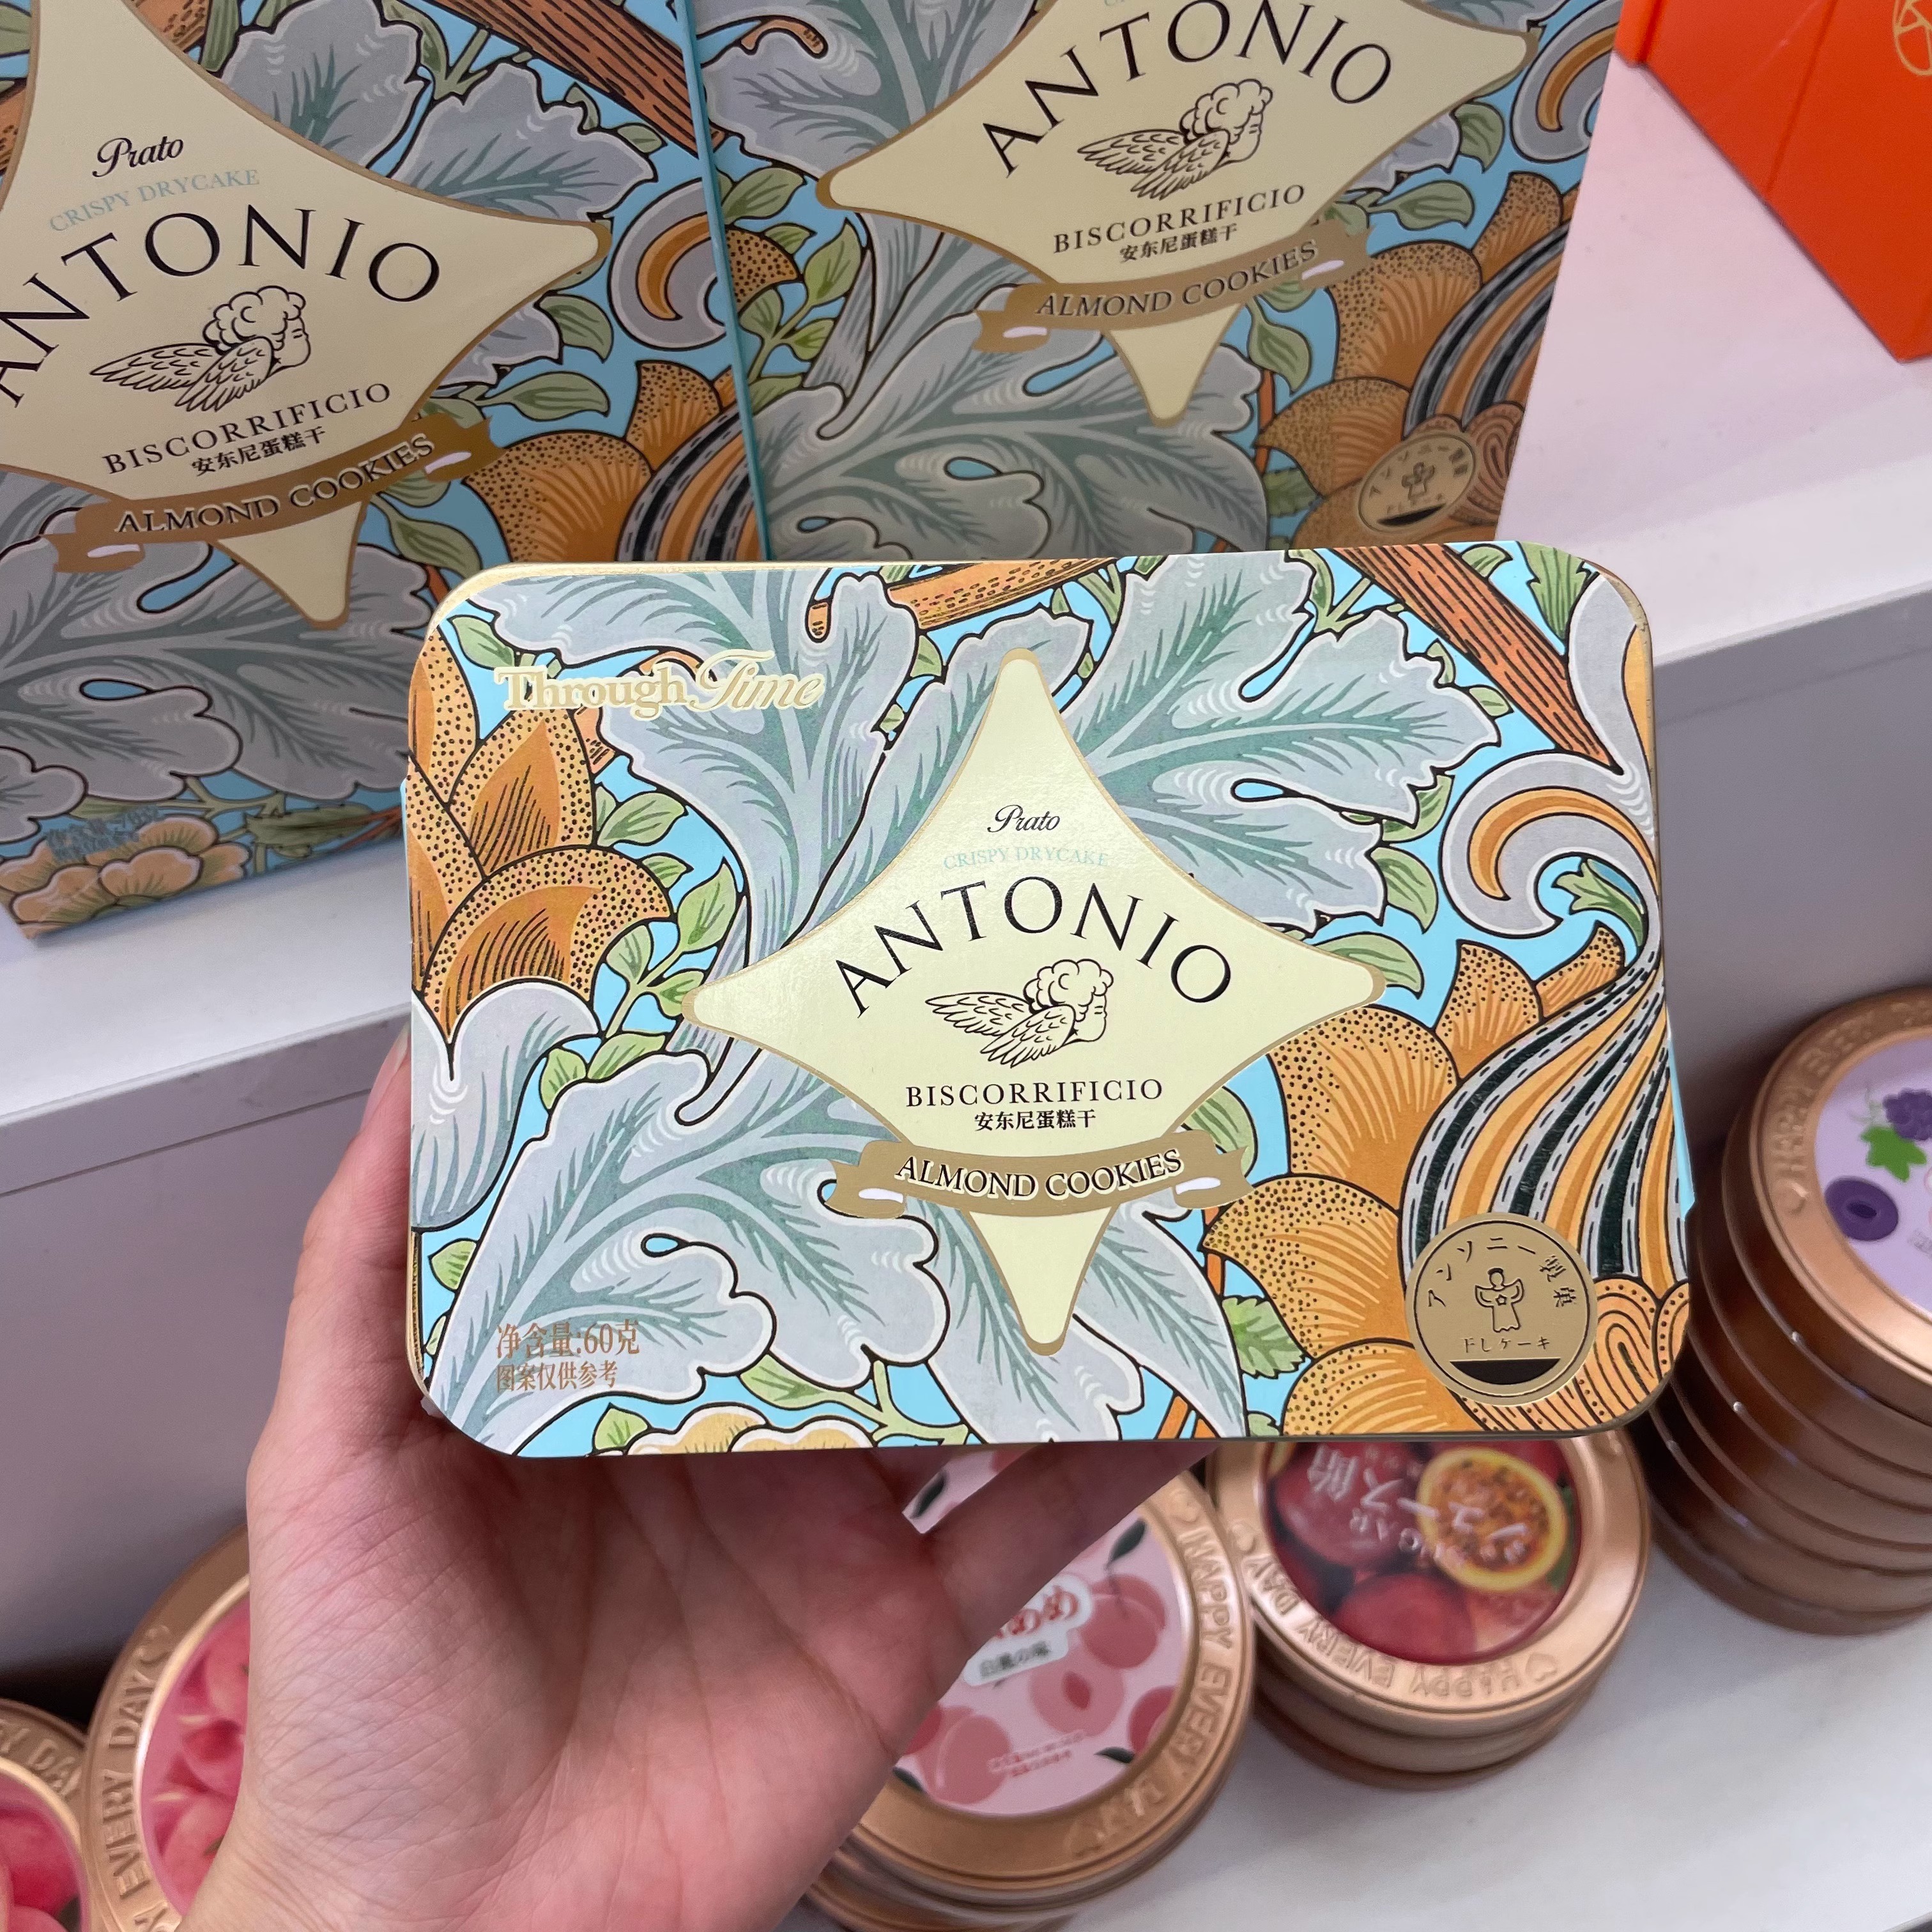 Prato
CRISPY DRYCAKE
ANTONIO
BISCORRIFICIO
安东尼蛋糕干
ALMOND COOKIES
ANTONIO
BISCORRIFICIO
安东尼蛋糕干
ALMOND COOKIES
Through Time
Prato
CRISPY DRYCAKE
ANTONIO
BISCORRIFICIO
安东尼蛋糕干
ALMOND COOKIES
净含量:60克
图案仅供参考
アンソニー製菓
干しケーキ
HAPPY EVERY DAY
HAPPY EVERY DAY
EVERY DAY